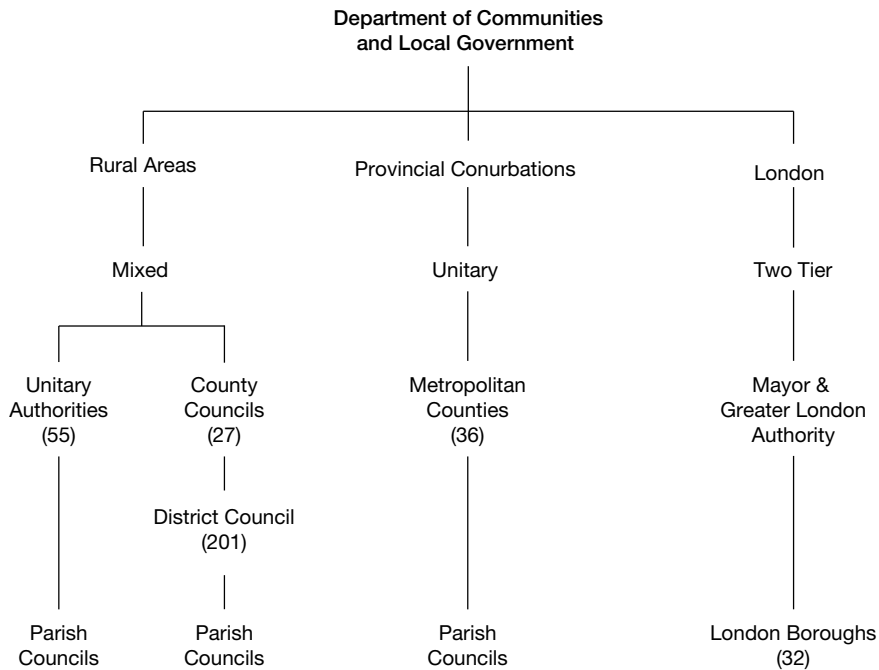 Department of Communities
and Local Government
Rural Areas
Provincial Conurbations
London
Mixed
Unitary
Two Tier
Unitary
Authorities
(55)
County
Councils
(27)
Metropolitan
Counties
(36)
Mayor &
Greater London
Authority
District Council
(201)
Parish
Councils
Parish
Councils
Parish
Councils
London Boroughs
(32)